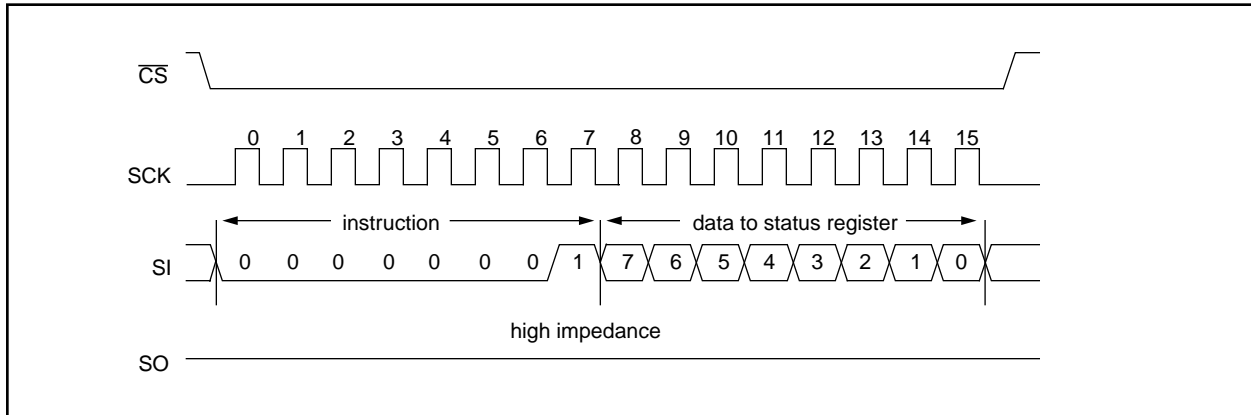 CS
0 1 2 3 4 5 6 7 8 9 10 11 12 13 14 15
SCK
instruction data to status register
SI 0 0 0 0 0 0 0 1 7 6 5 4 3 2 1 0
high impedance
SO